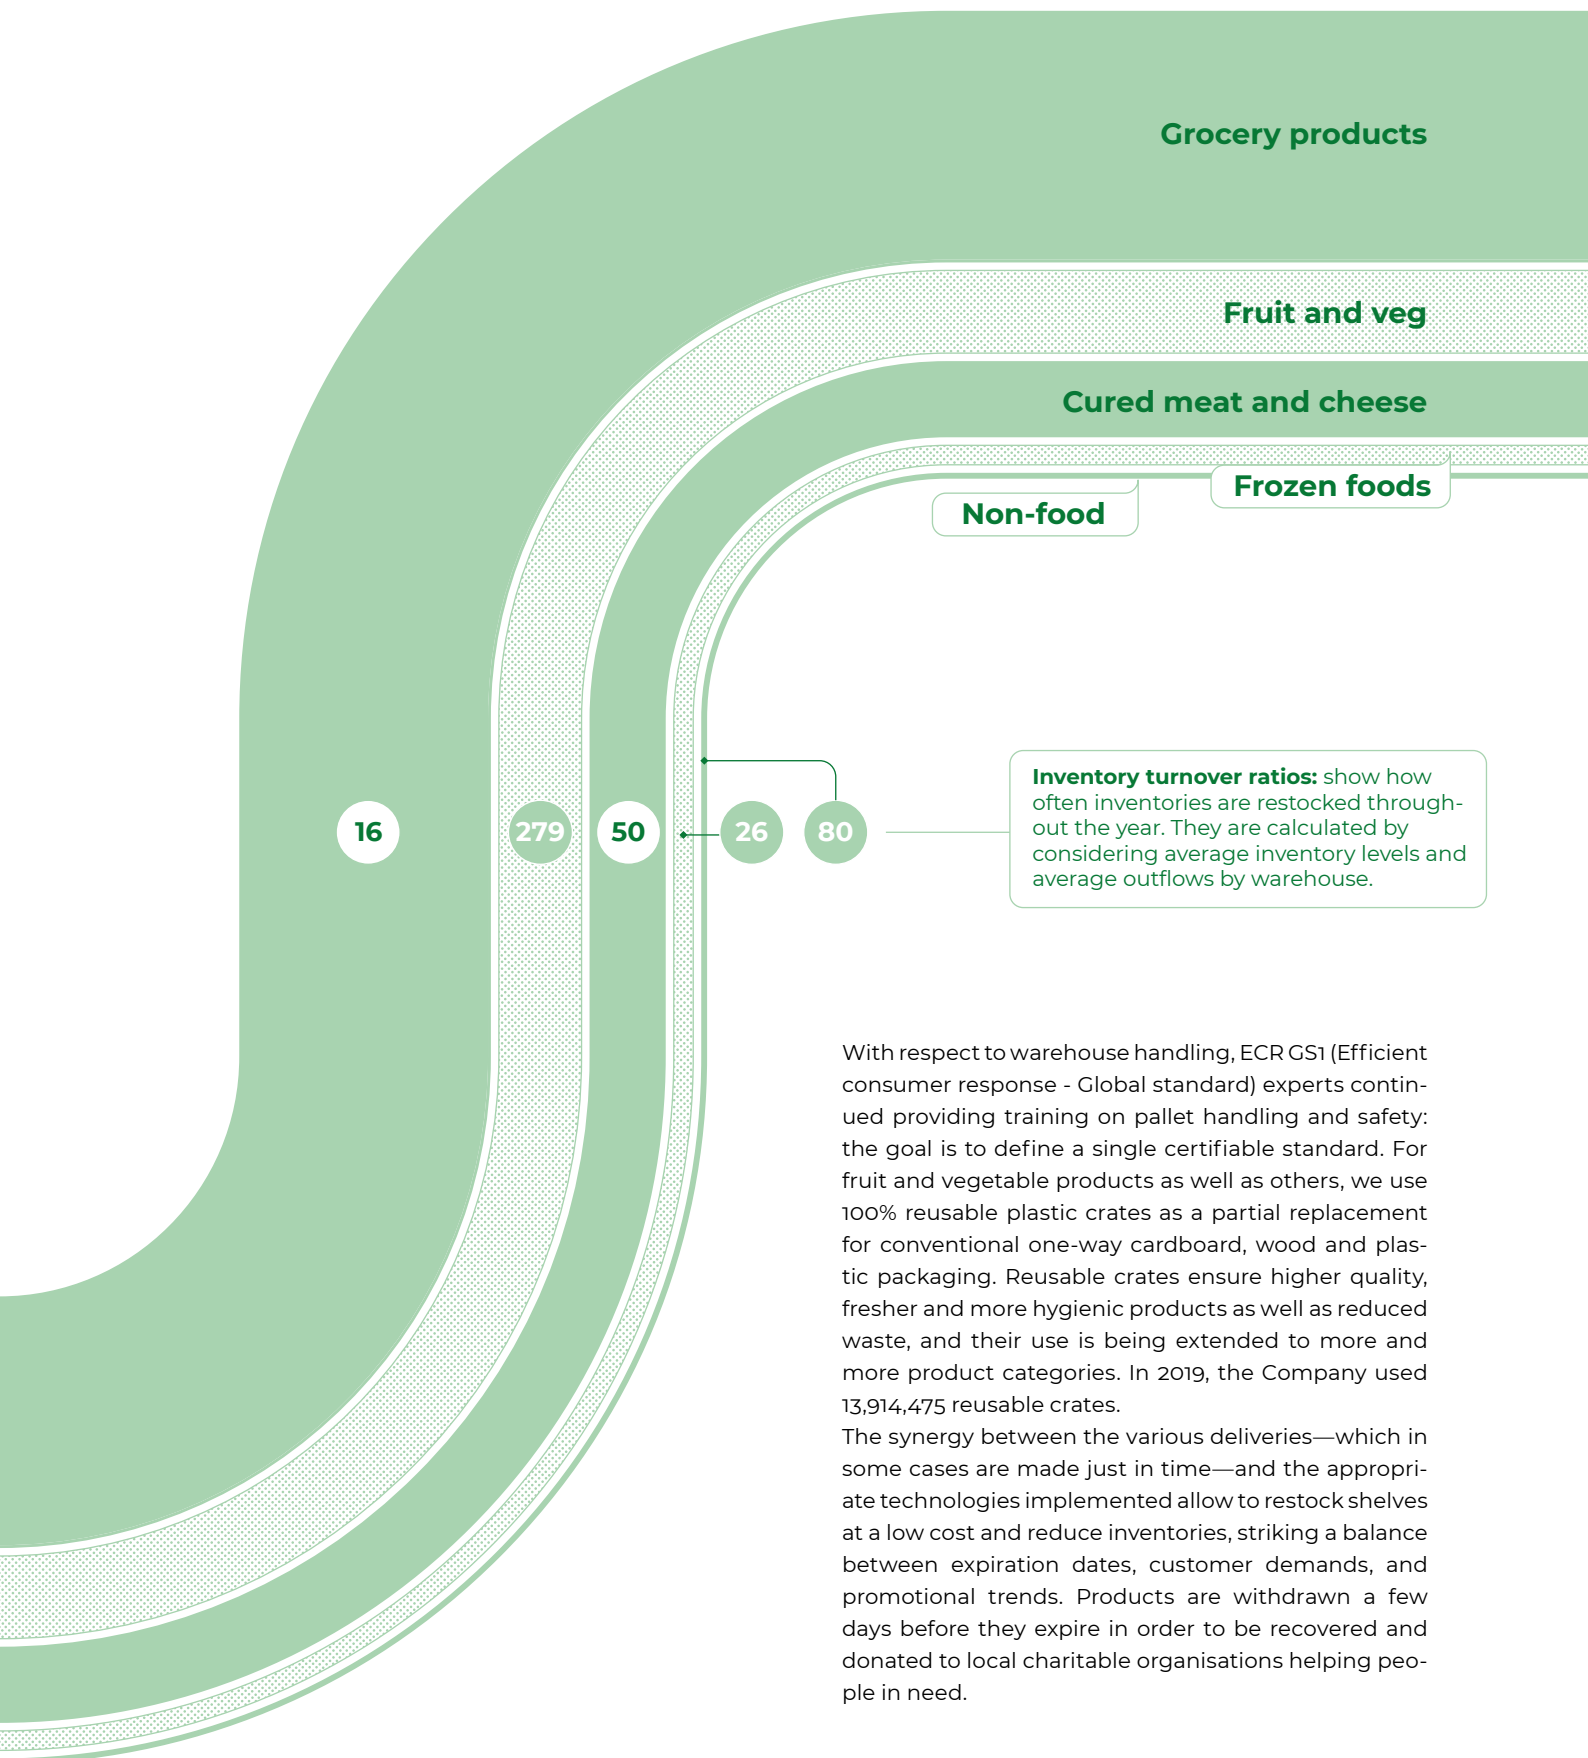 Grocery products
Fruit and veg
Cured meat and cheese
Frozen foods
Non-food
16
279
50
26
80
Inventory turnover ratios: show how
often inventories are restocked through-
out the year. They are calculated by
considering average inventory levels and
average outflows by warehouse.
With respect to warehouse handling, ECR GS1 (Efficient
consumer response - Global standard) experts contin-
ued providing training on pallet handling and safety:
the goal is to define a single certifiable standard. For
fruit and vegetable products as well as others, we use
100% reusable plastic crates as a partial replacement
for conventional one-way cardboard, wood and plas-
tic packaging. Reusable crates ensure higher quality,
fresher and more hygienic products as well as reduced
waste, and their use is being extended to more and
more product categories. In 2019, the Company used
13,914,475 reusable crates.
The synergy between the various deliveries—which in
some cases are made just in time—and the appropri-
ate technologies implemented allow to restock shelves
at a low cost and reduce inventories, striking a balance
between expiration dates, customer demands, and
promotional trends. Products are withdrawn a few
days before they expire in order to be recovered and
donated to local charitable organisations helping peo-
ple in need.